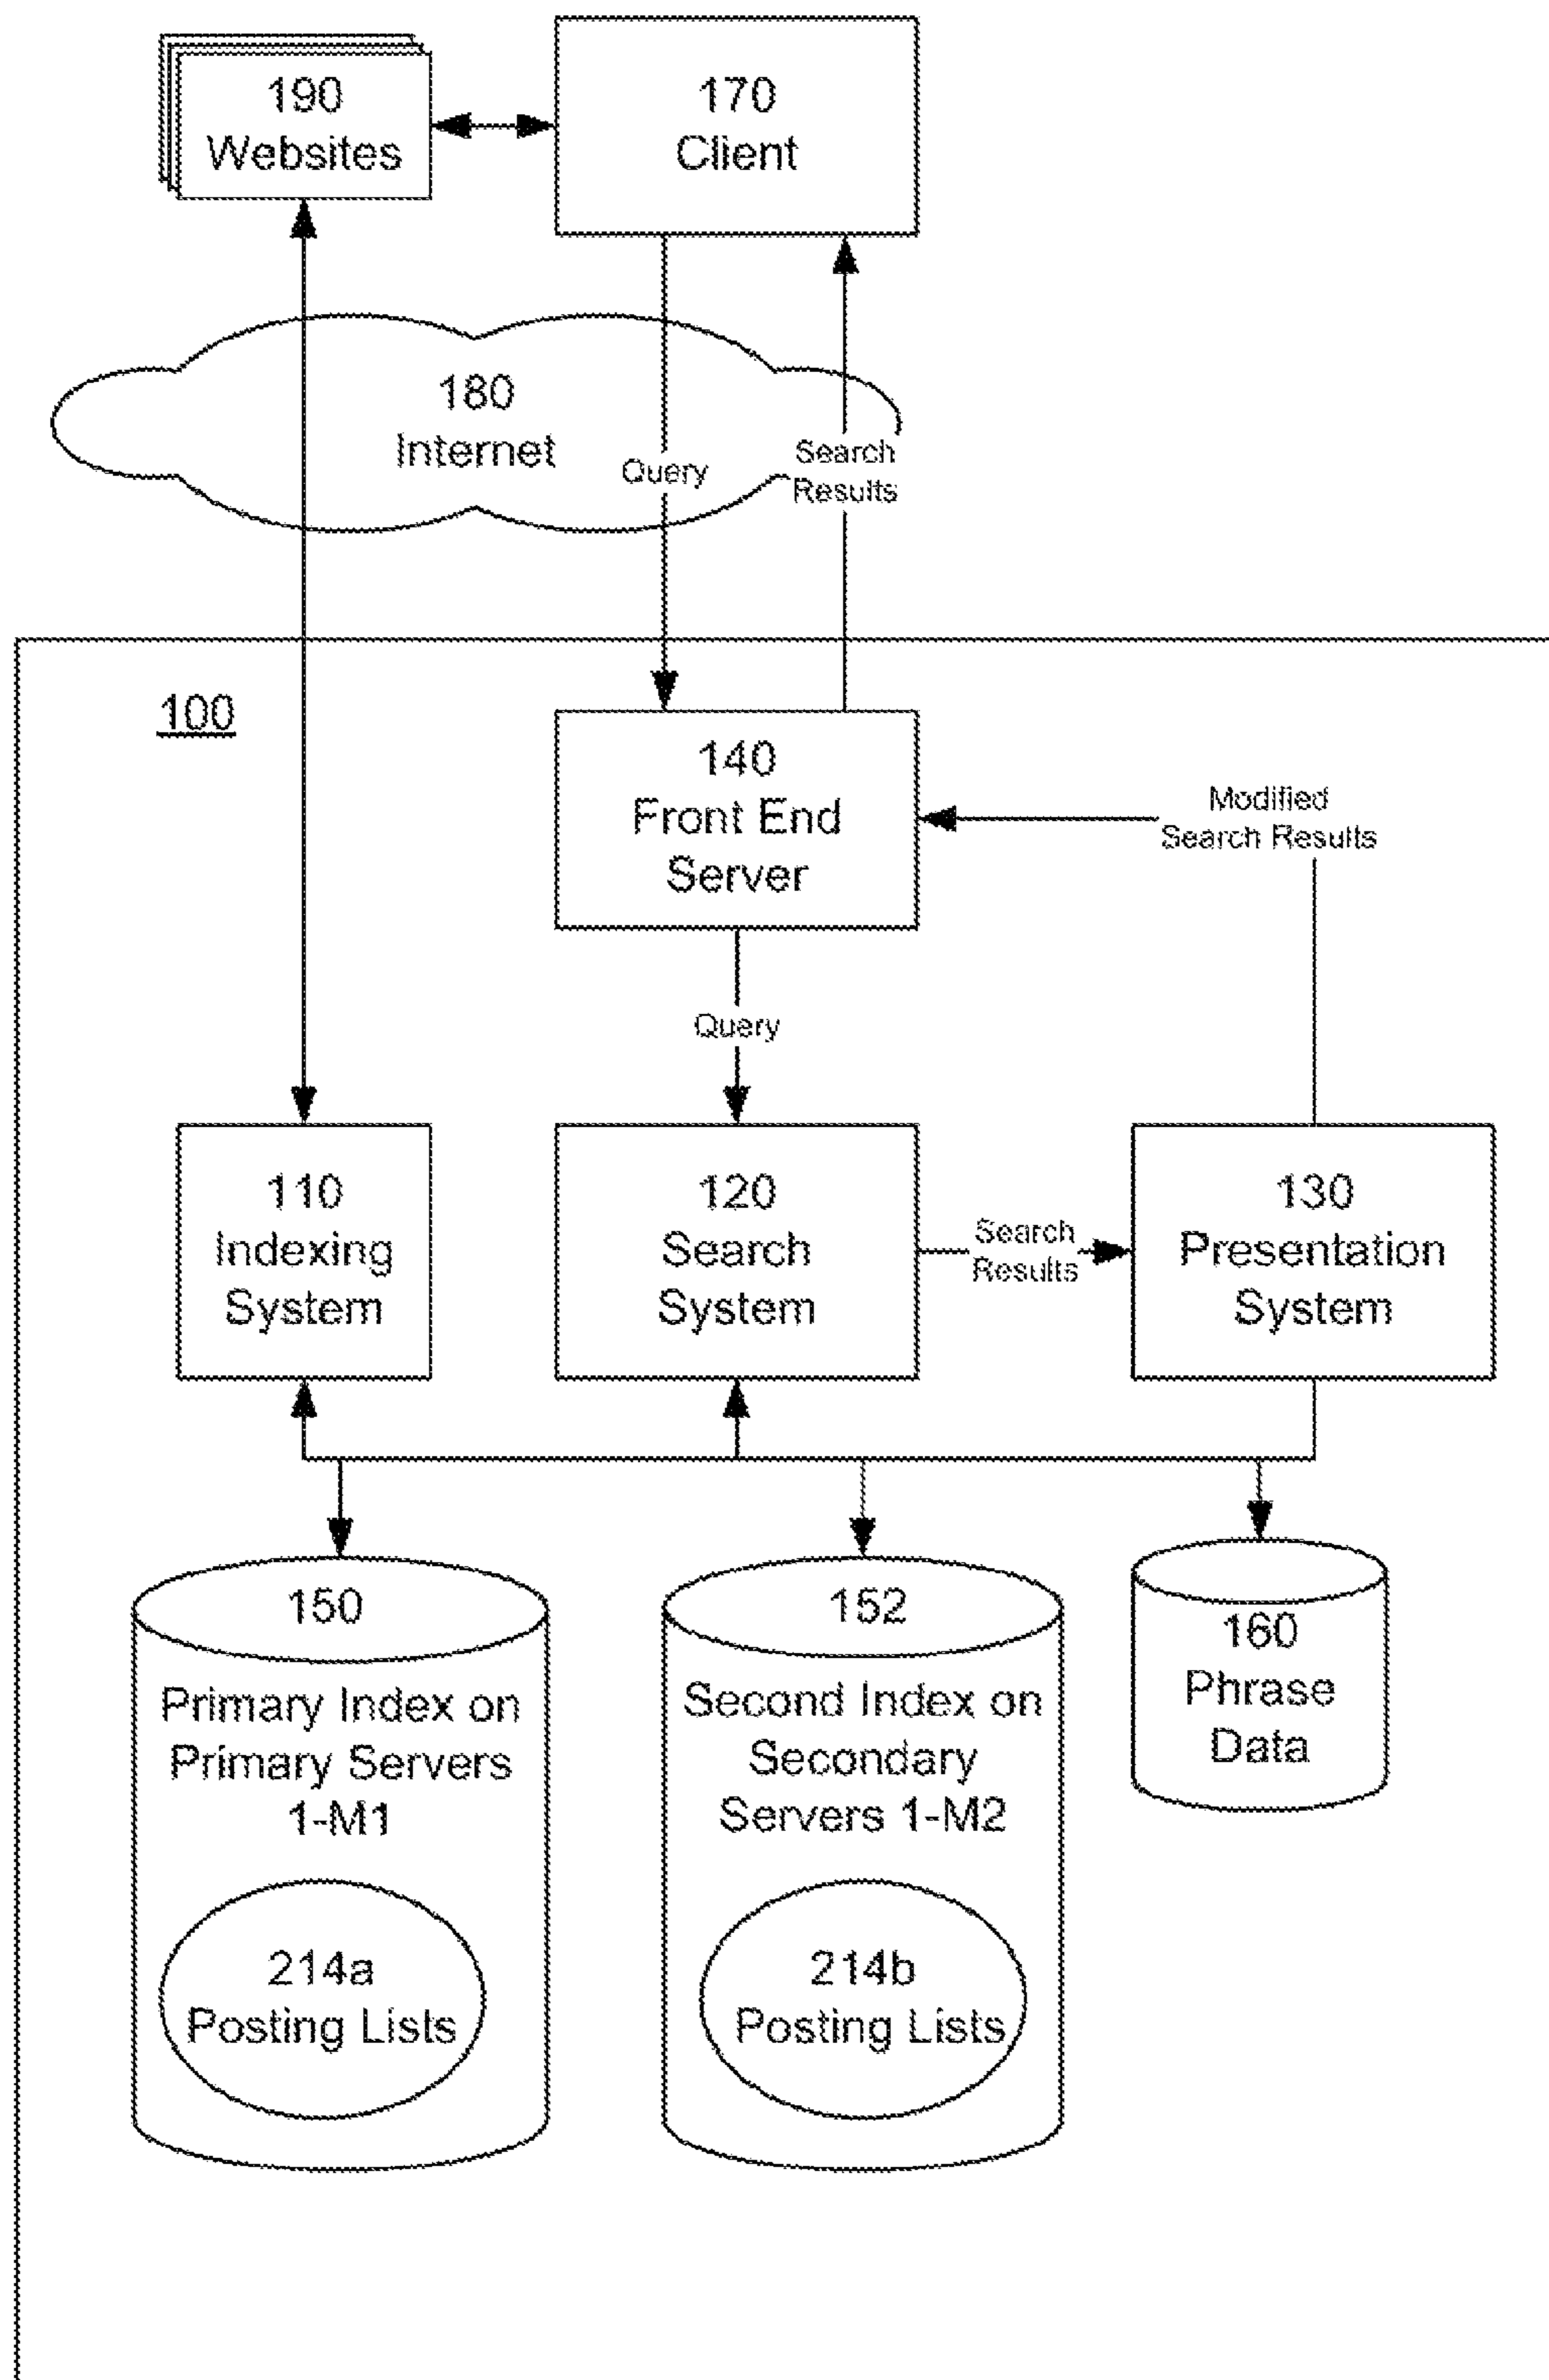 190
Websites
170
Client
180
Internet
Query
Search
Results
100
140
Front End
Server
Modified
Search Results
Query
110
Indexing
System
120
Search
System
Search
Results
130
Presentation
System
150
Primary Index on
Primary Servers
1-M1
214a
Posting Lists
152
Second Index on
Secondary
Servers 1-M2
214b
Posting Lists
160
Phrase
Data